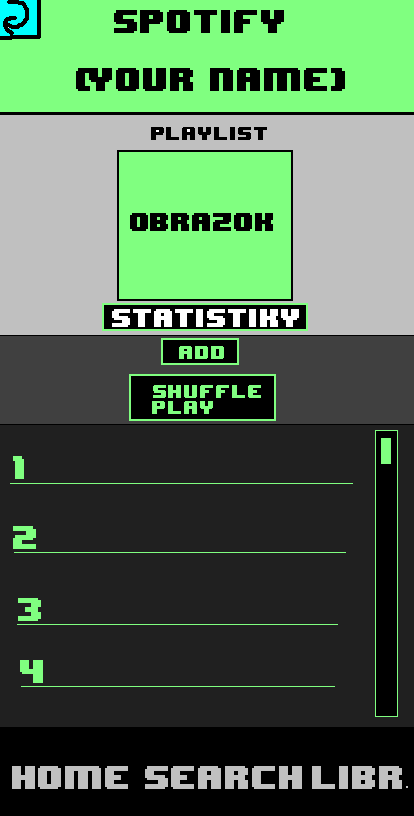 SPOTIFY
(YOUR NAME)
PLAYLIST
OBRAZOK
STATISTIKY
ADD
SHUFFLE
PLAY
1
2
3
4
HOME SEARCH LIBR.